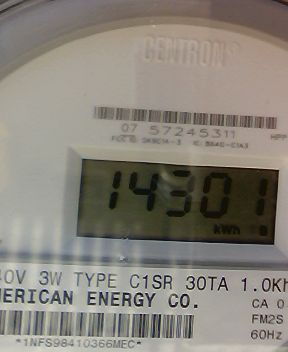 CENTRON®
07 57245311
14301
kWh
40V 3W TYPE C1SR 30TA 1.0Kh
MERICAN ENERGY CO.
CA 0
FM2S
60Hz
*1NFS98410366MEC*